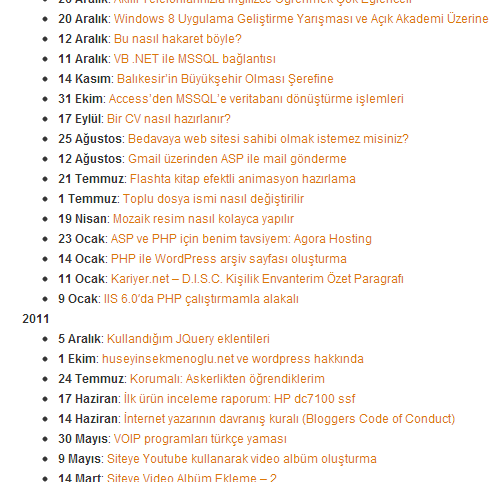 20 Aralık: Akıllı Telefonlarınızla İngilizce Öğrenmek Çok Eğlenceli
20 Aralık: Windows 8 Uygulama Geliştirme Yarışması ve Açık Akademi Üzerine
12 Aralık: Bu nasıl hakaret böyle?
11 Aralık: VB .NET ile MSSQL bağlantısı
14 Kasım: Balıkesir’in Büyükşehir Olması Şerefine
31 Ekim: Access’den MSSQL’e veritabanı dönüştürme işlemleri
17 Eylül: Bir CV nasıl hazırlanır?
25 Ağustos: Bedavaya web sitesi sahibi olmak istemez misiniz?
12 Ağustos: Gmail üzerinden ASP ile mail gönderme
21 Temmuz: Flashta kitap efektli animasyon hazırlama
1 Temmuz: Toplu dosya ismi nasıl değiştirilir
19 Nisan: Mozaik resim nasıl kolayca yapılır
23 Ocak: ASP ve PHP için benim tavsiyem: Agora Hosting
14 Ocak: PHP ile WordPress arşiv sayfası oluşturma
11 Ocak: Kariyer.net – D.I.S.C. Kişilik Envanterim Özet Paragrafı
9 Ocak: IIS 6.0′da PHP çalıştırmamla alakalı
2011
5 Aralık: Kullandığım JQuery eklentileri
1 Ekim: huseyinsekmenoglu.net ve wordpress hakkında
24 Temmuz: Korumalı: Askerlikten öğrendiklerim
17 Haziran: İlk ürün inceleme raporum: HP dc7100 ssf
14 Haziran: İnternet yazarının davranış kuralı (Bloggers Code of Conduct)
30 Mayıs: VOIP programları türkçe yaması
9 Mayıs: Siteye Youtube kullanarak video albüm oluşturma
14 Mart: Siteye Video Albüm Ekleme – 2